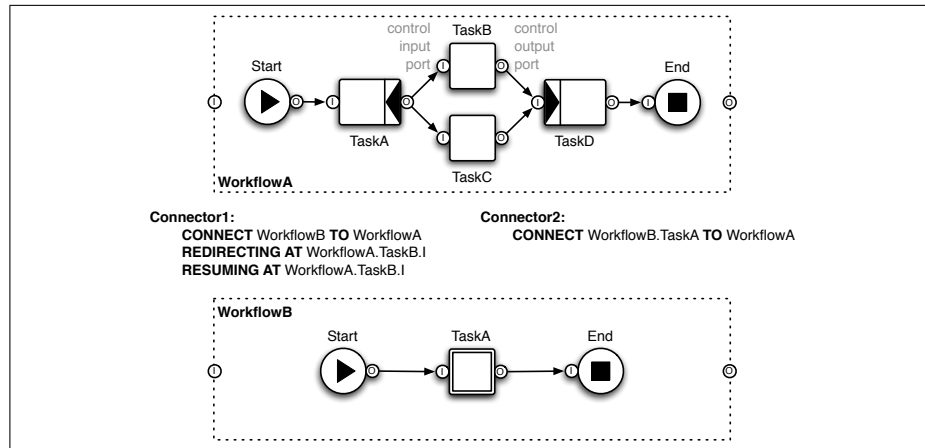 control
input
port
TaskB
control
output
port
Start
End
I
O
I
O
I
O
I
O
I
O
I
O
I
O
TaskA
TaskC
TaskD
WorkflowA
Connector1:
CONNECT WorkflowB TO WorkflowA
REDIRECTING AT WorkflowA.TaskB.I
RESUMING AT WorkflowA.TaskB.I
Connector2:
CONNECT WorkflowB.TaskA TO WorkflowA
WorkflowB
Start
TaskA
End
I
O
I
O
I
O